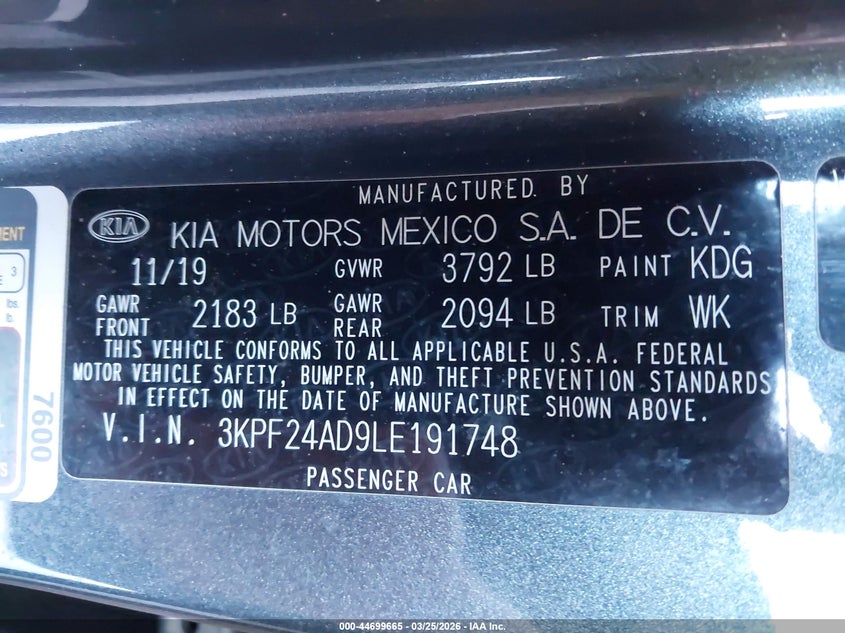 MANUFACTURED BY
KIA KIA MOTORS MEXICO S.A. DE C.V.
11/19 GVWR 3792 LB PAINT KDG
GAWR FRONT 2183 LB GAWR REAR 2094 LB TRIM WK
THIS VEHICLE CONFORMS TO ALL APPLICABLE U.S.A. FEDERAL
MOTOR VEHICLE SAFETY, BUMPER, AND THEFT PREVENTION STANDARDS
IN EFFECT ON THE DATE OF MANUFACTURE SHOWN ABOVE.
V.I.N. 3KPF24AD9LE191748
PASSENGER CAR
3
lbs.
lb.
7600
000-44699665 - 03/25/2026 - IAA Inc.